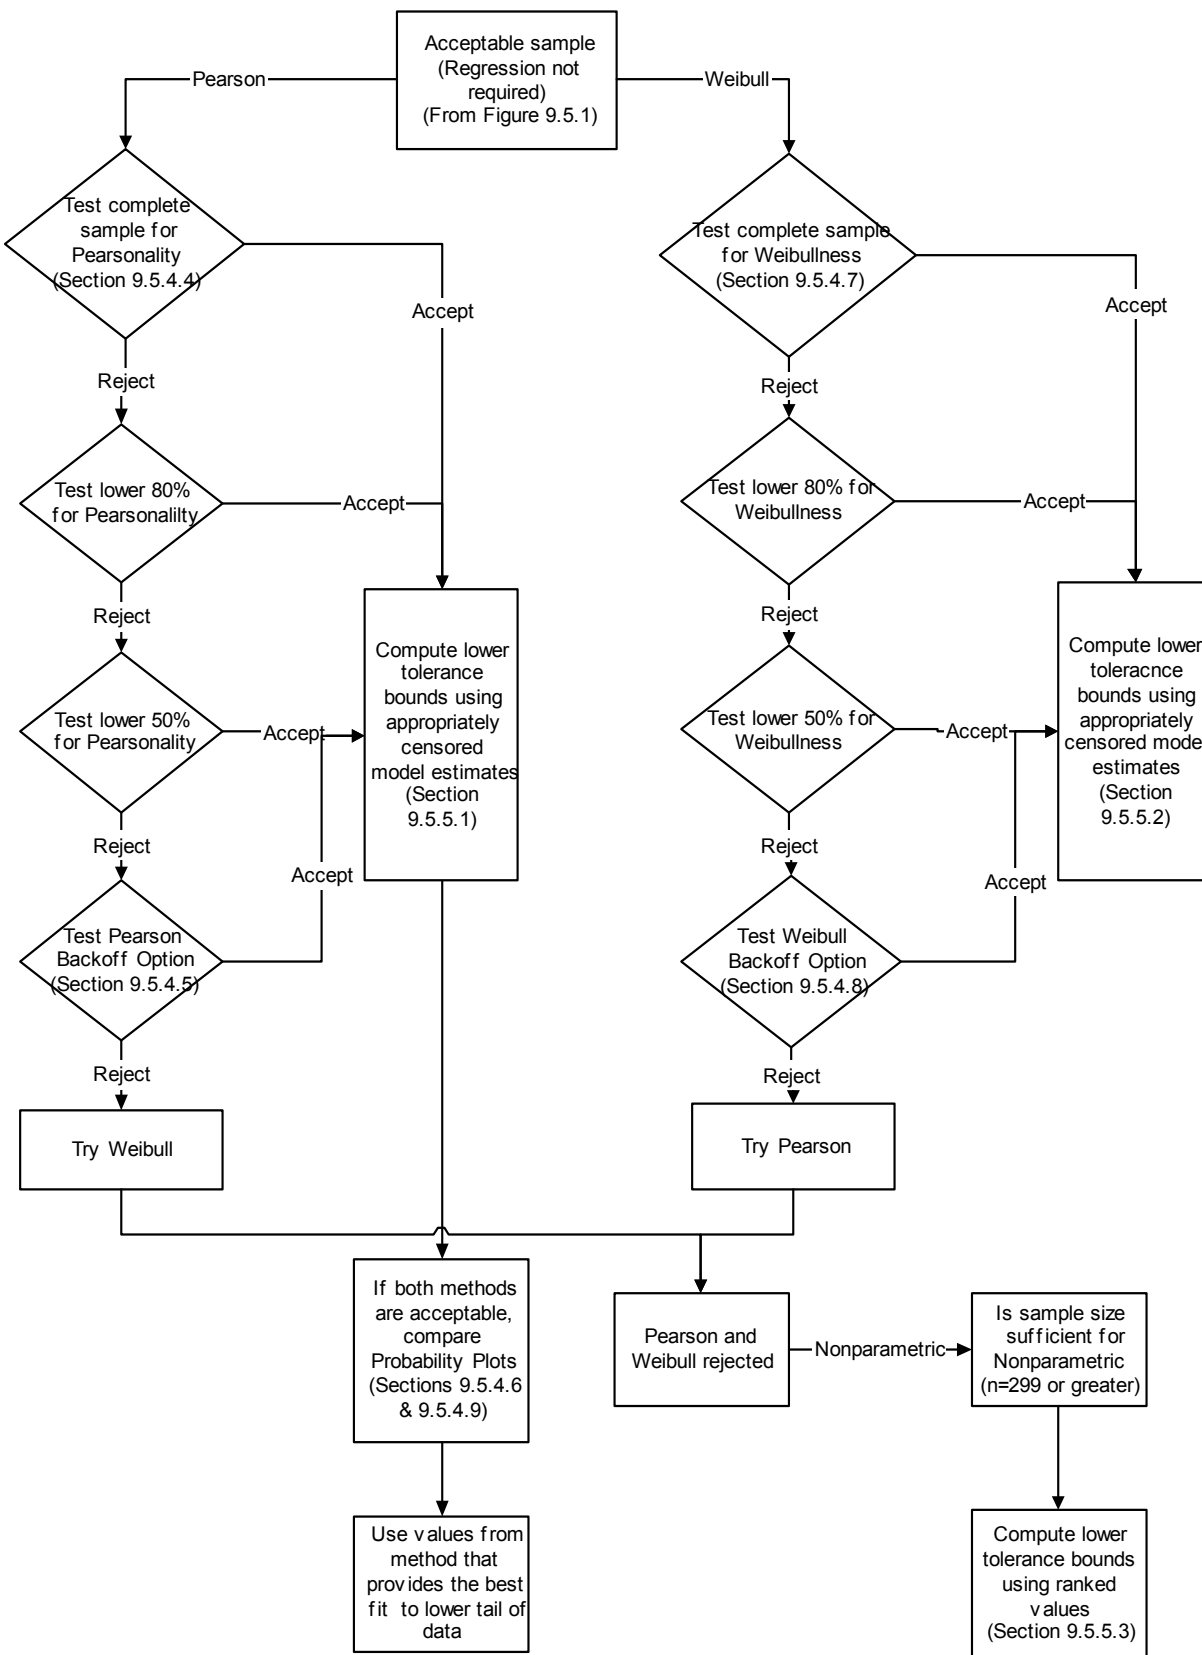 Acceptable sample
(Regression not
required)
(From Figure 9.5.1)
Pearson
Weibull
Test complete
sample for
Pearsonality
(Section 9.5.4.4)
Accept
Reject
Test lower 80%
for Pearsonalilty
Accept
Reject
Test lower 50%
for Pearsonality
Accept
Reject
Test Pearson
Backoff Option
(Section 9.5.4.5)
Accept
Reject
Try Weibull
Compute lower
tolerance
bounds using
appropriately
censored
model estimates
(Section
9.5.5.1)
Test complete sample
for Weibullness
(Section 9.5.4.7)
Accept
Reject
Test lower 80% for
Weibullness
Accept
Reject
Test lower 50% for
Weibullness
Accept
Reject
Test Weibull
Backoff Option
(Section 9.5.4.8)
Accept
Reject
Try Pearson
Compute lower
toleracnce
bounds using
appropriately
censored model
estimates
(Section
9.5.5.2)
If both methods
are acceptable,
compare
Probability Plots
(Sections 9.5.4.6
& 9.5.4.9)
Use values from
method that
provides the best
fit to lower tail of
data
Pearson and
Weibull rejected
Nonparametric
Is sample size
sufficient for
Nonparametric
(n=299 or greater)
Compute lower
tolerance bounds
using ranked
values
(Section 9.5.5.3)